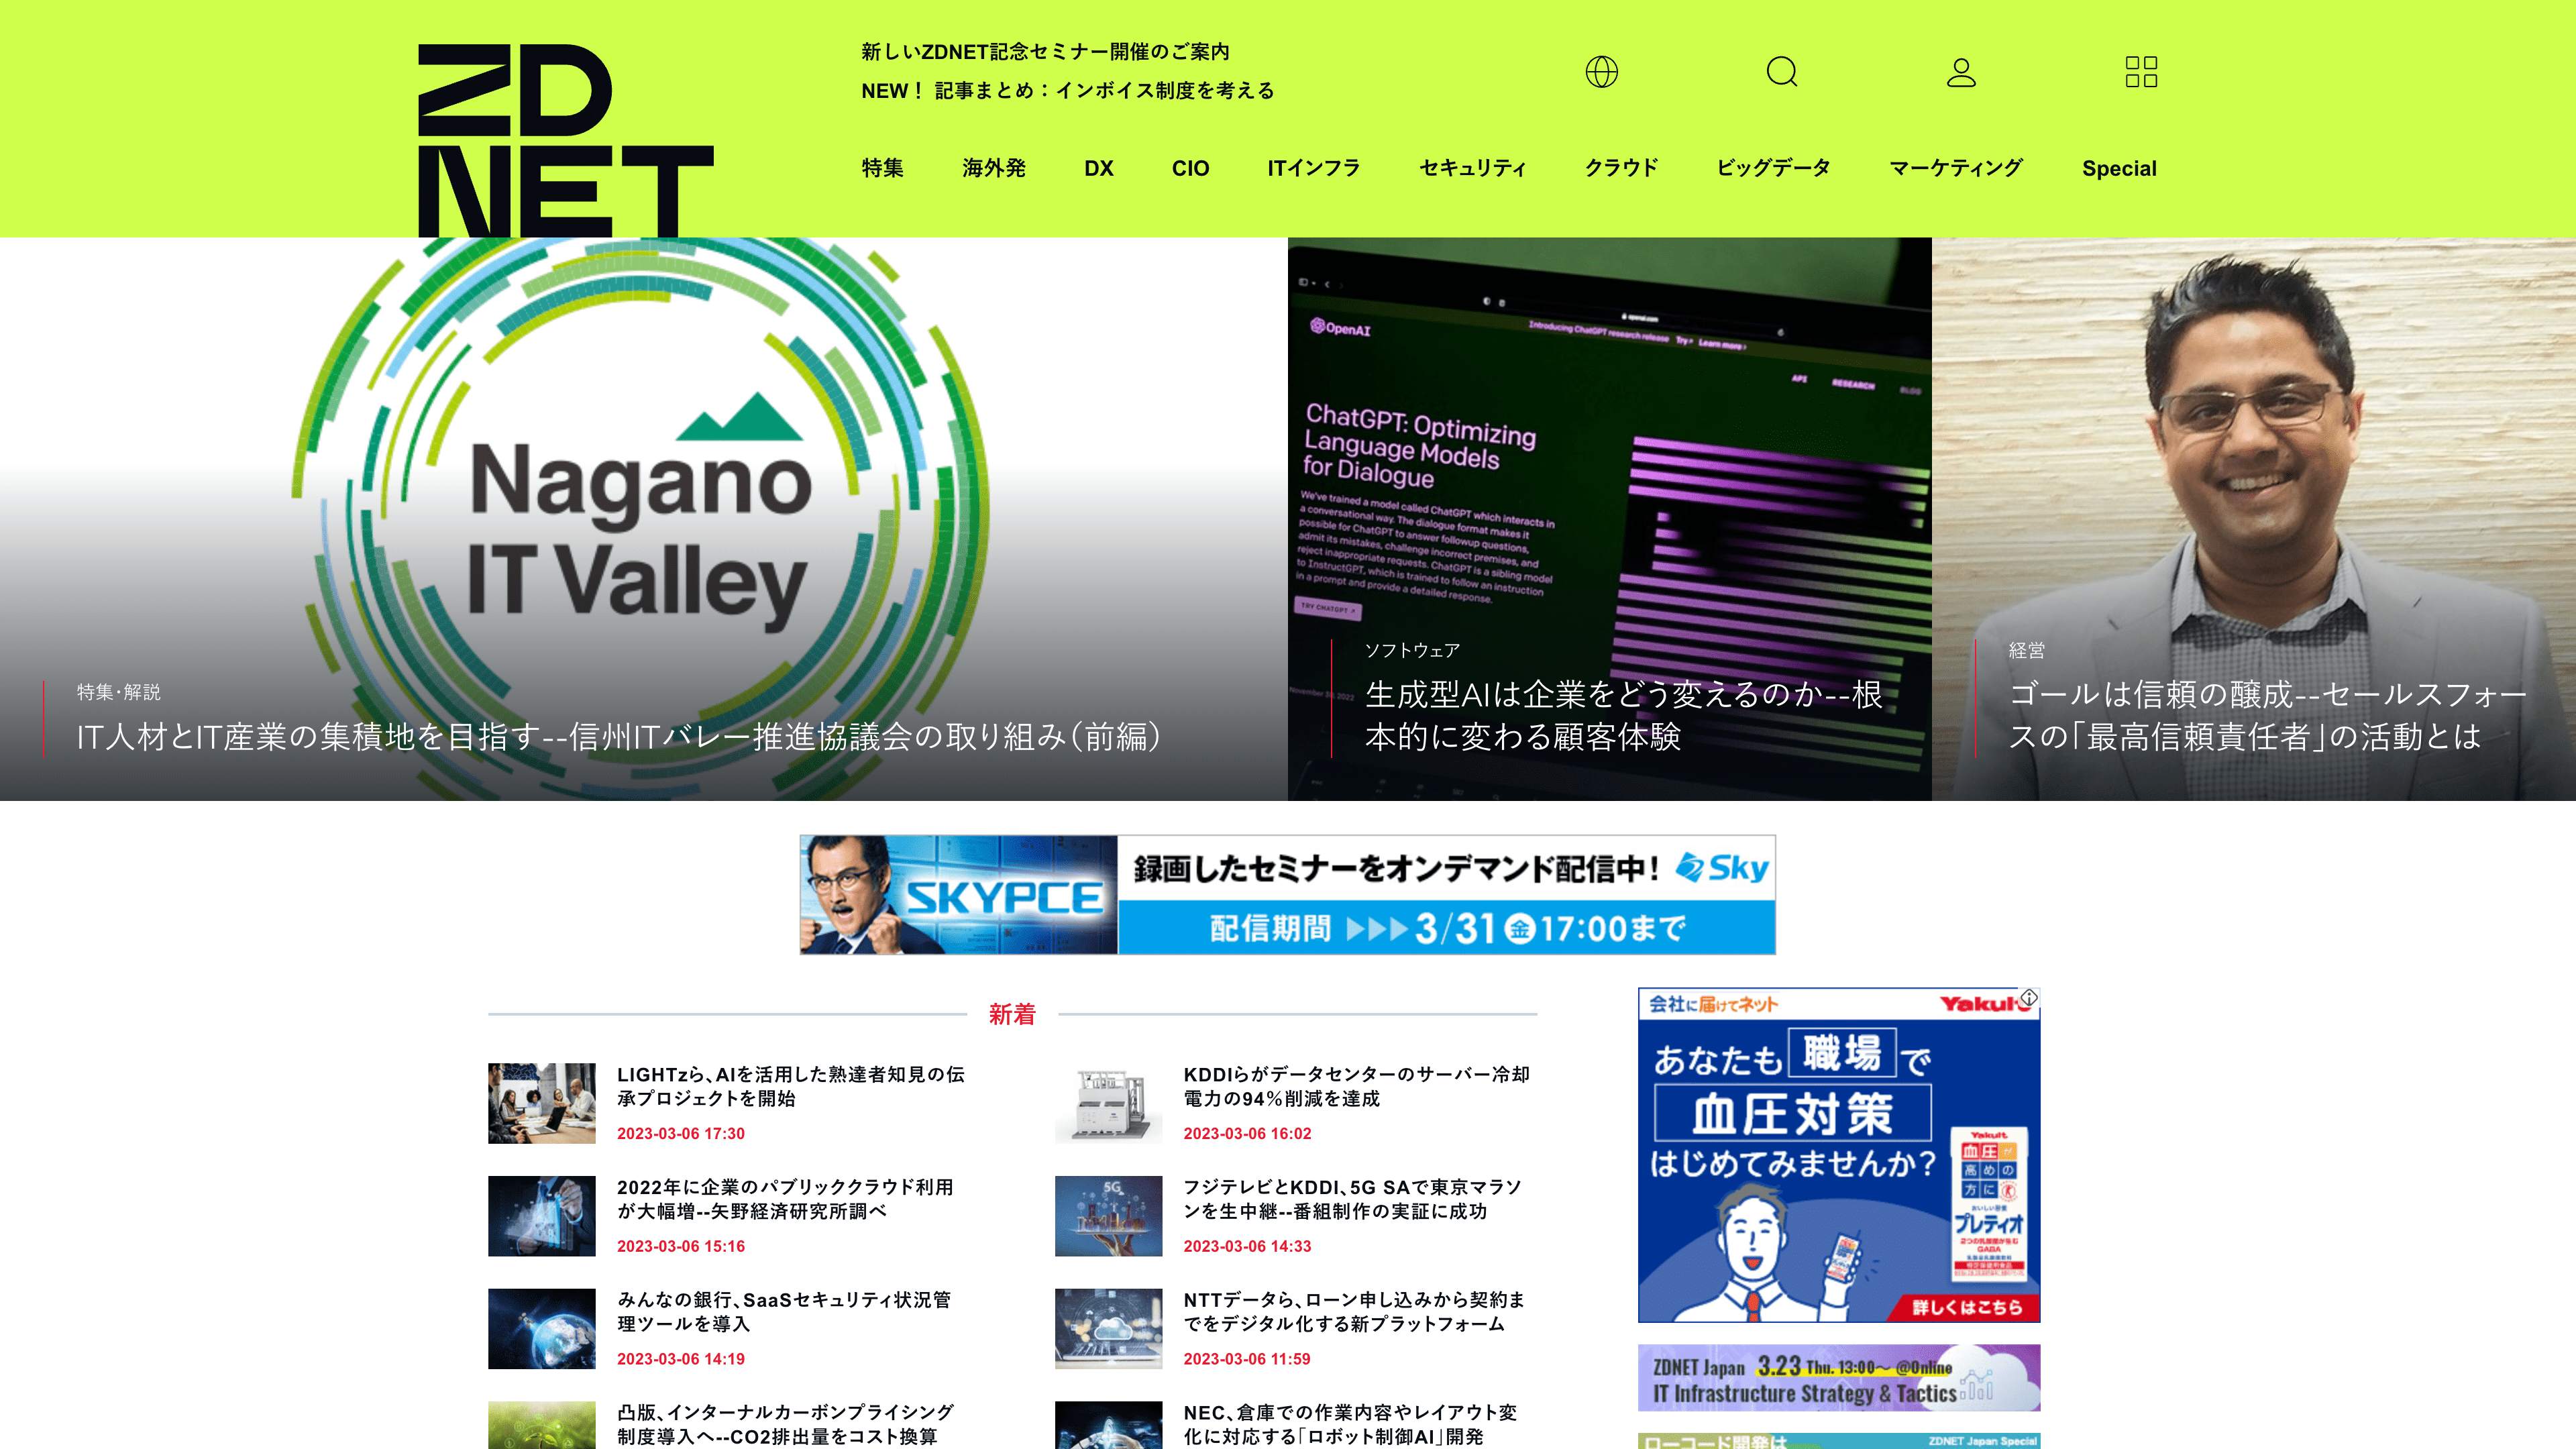 ZD
NET
新しいZDNET記念セミナー開催のご案内
NEW！ 記事まとめ：インボイス制度を考える
特集 海外発 DX CIO ITインフラ セキュリティ クラウド ビッグデータ マーケティング Special
Nagano
IT Valley
特集・解説
IT人材とIT産業の集積地を目指す--信州ITバレー推進協議会の取り組み（前編）
openai.com
Introducing ChatGPT research release Try Learn more
OpenAI
API RESEARCH BLOG
ChatGPT: Optimizing
Language Models
for Dialogue
We've trained a model called ChatGPT which interacts in
a conversational way. The dialogue format makes it
possible for ChatGPT to answer followup questions,
admit its mistakes, challenge incorrect premises, and
reject inappropriate requests. ChatGPT is a sibling model
to InstructGPT, which is trained to follow an instruction
in a prompt and provide a detailed response.
TRY CHATGPT
November 30, 2022
ソフトウェア
生成型AIは企業をどう変えるのか--根
本的に変わる顧客体験
経営
ゴールは信頼の醸成--セールスフォー
スの「最高信頼責任者」の活動とは
SKYPCE
録画したセミナーをオンデマンド配信中！ Sky
配信期間 ▶▶▶ 3/31 金 17:00まで
新着
LIGHTzら、AIを活用した熟達者知見の伝
承プロジェクトを開始
2023-03-06 17:30
KDDIらがデータセンターのサーバー冷却
電力の94％削減を達成
2023-03-06 16:02
2022年に企業のパブリッククラウド利用
が大幅増--矢野経済研究所調べ
2023-03-06 15:16
5G
フジテレビとKDDI、5G SAで東京マラソ
ンを生中継--番組制作の実証に成功
2023-03-06 14:33
みんなの銀行、SaaSセキュリティ状況管
理ツールを導入
2023-03-06 14:19
NTTデータら、ローン申し込みから契約ま
でをデジタル化する新プラットフォーム
2023-03-06 11:59
凸版、インターナルカーボンプライシング
制度導入へ--CO2排出量をコスト換算
NEC、倉庫での作業内容やレイアウト変
化に対応する「ロボット制御AI」開発
会社に届けてネット Yakult
あなたも職場で
血圧対策
はじめてみませんか？
Yakult
血圧が
高めの
方に
プレティオ
GABA
詳しくはこちら
ZDNET Japan 3.23 Thu. 13:00～ @Online
IT Infrastructure Strategy & Tactics
ローコード開発は
ZDNET Japan Special